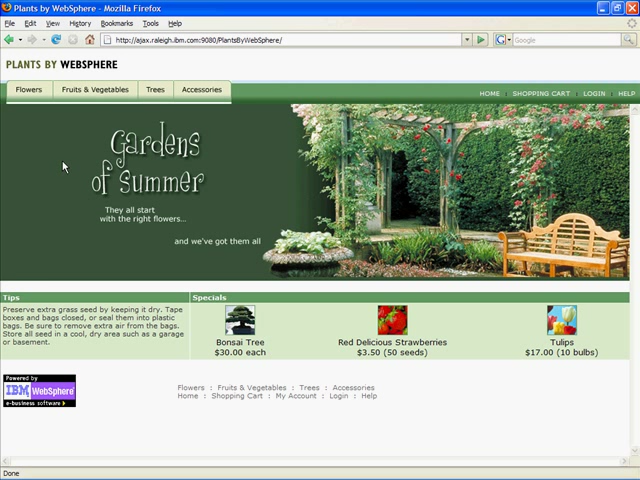 Plants by WebSphere - Mozilla Firefox
File Edit View History Bookmarks Tools Help
http://ajax.raleigh.ibm.com:9080/PlantsByWebSphere/
Google
PLANTS BY WEBSPHERE
Flowers Fruits & Vegetables Trees Accessories
HOME : SHOPPING CART : LOGIN : HELP
Gardens
of Summer
They all start
with the right flowers...
and we've got them all
Tips
Preserve extra grass seed by keeping it dry. Tape
boxes and bags closed, or seal them into plastic
bags. Be sure to remove extra air from the bags.
Store all seed in a cool, dry area such as a garage
or basement.
Specials
Bonsai Tree
$30.00 each
Red Delicious Strawberries
$3.50 (50 seeds)
Tulips
$17.00 (10 bulbs)
Powered by
IBM WebSphere
e-business software
Flowers : Fruits & Vegetables : Trees : Accessories
Home : Shopping Cart : My Account : Login : Help
Done